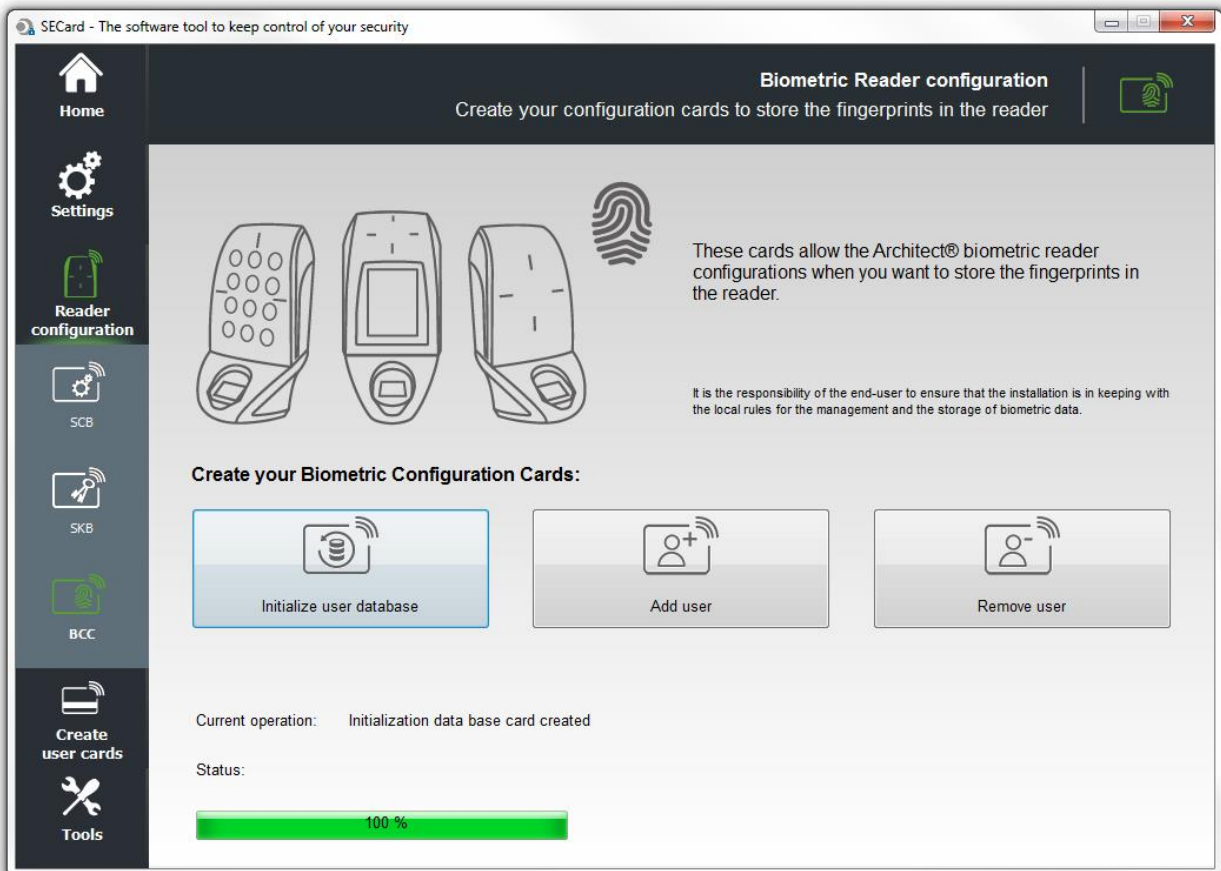 SECard - The software tool to keep control of your security
Home
Biometric Reader configuration
Create your configuration cards to store the fingerprints in the reader
Settings
Reader
configuration
SCB
SKB
BCC
Create
user cards
Tools
These cards allow the Architect® biometric reader
configurations when you want to store the fingerprints in
the reader.
It is the responsibility of the end-user to ensure that the installation is in keeping with
the local rules for the management and the storage of biometric data.
Create your Biometric Configuration Cards:
Initialize user database
Add user
Remove user
Current operation: Initialization data base card created
Status:
100 %